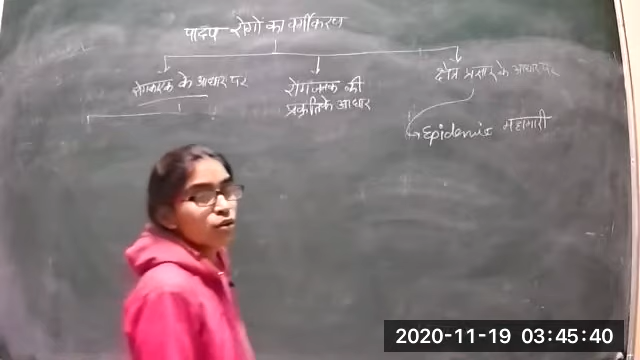 पादप रोगों का वर्गीकरण
रोगकारक के आधार पर
रोगजनक की
प्रकृति के आधार
क्षेत्र प्रसार के आधार पर
Epidemic महामारी
2020-11-19 03:45:40